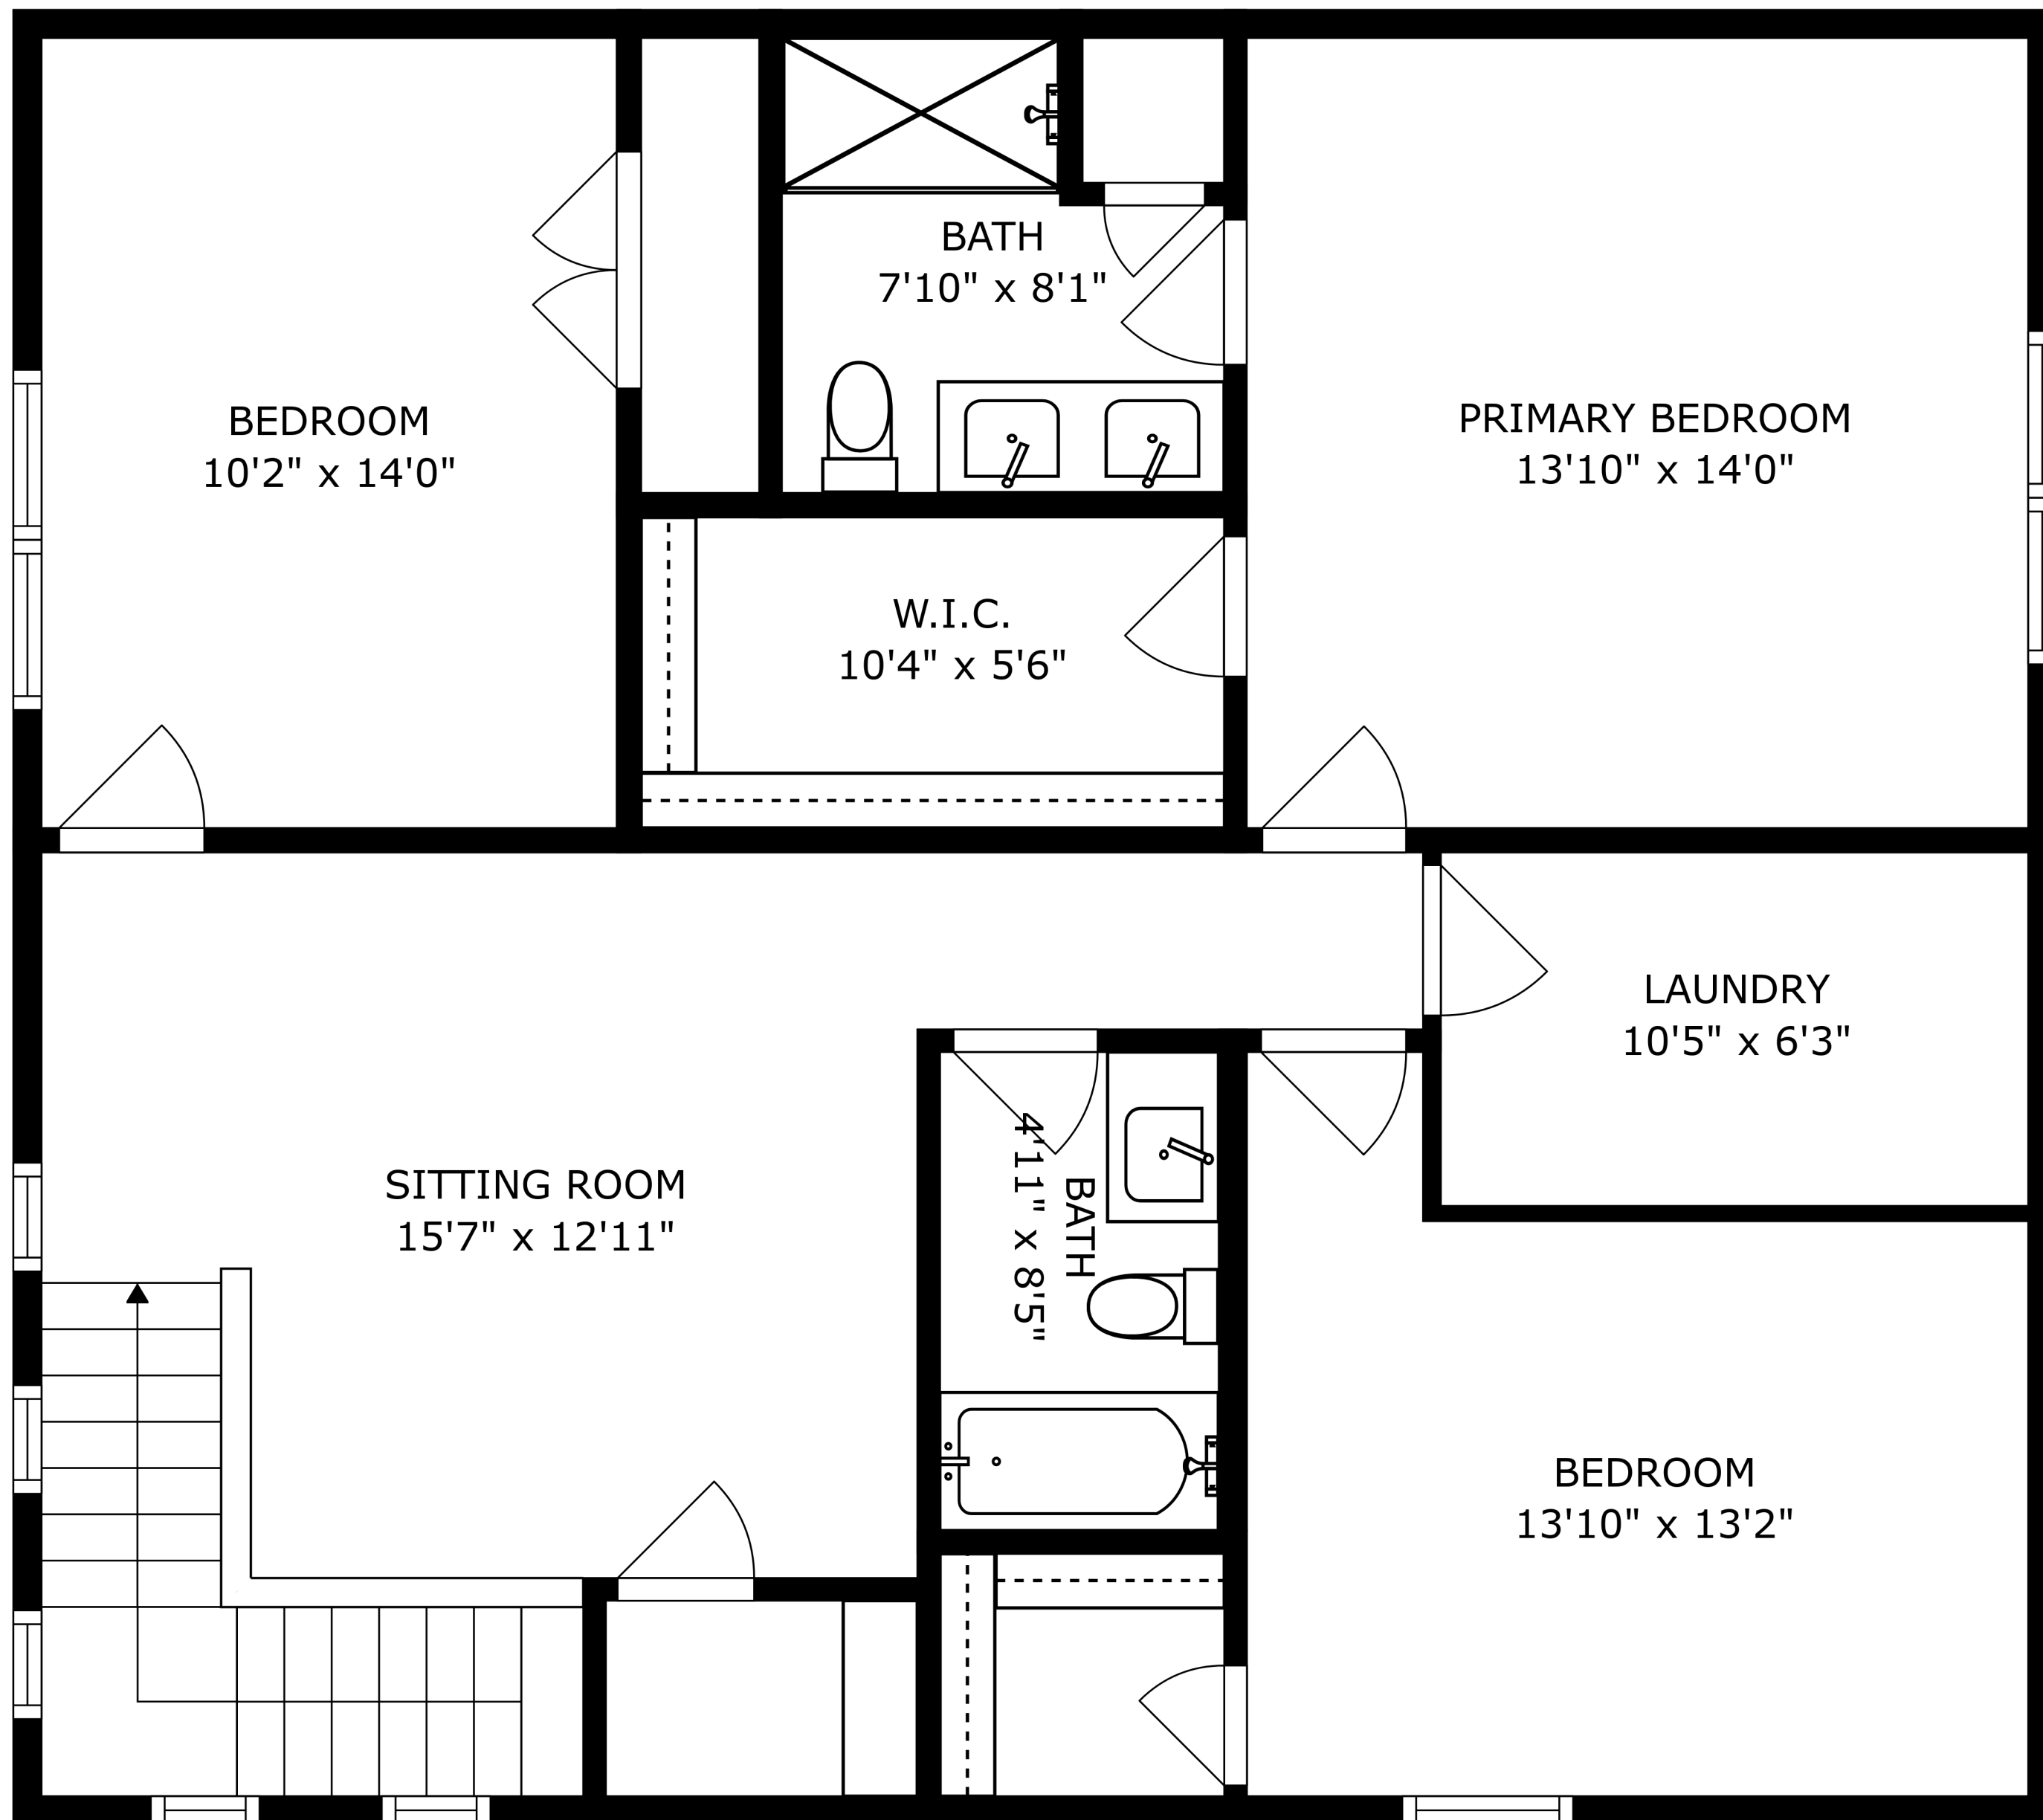 BATH
7'10" x 8'1"
BEDROOM
10'2" x 14'0"
PRIMARY BEDROOM
13'10" x 14'0"
W.I.C.
10'4" x 5'6"
LAUNDRY
10'5" x 6'3"
SITTING ROOM
15'7" x 12'11"
BATH
4'11" x 8'5"
BEDROOM
13'10" x 13'2"